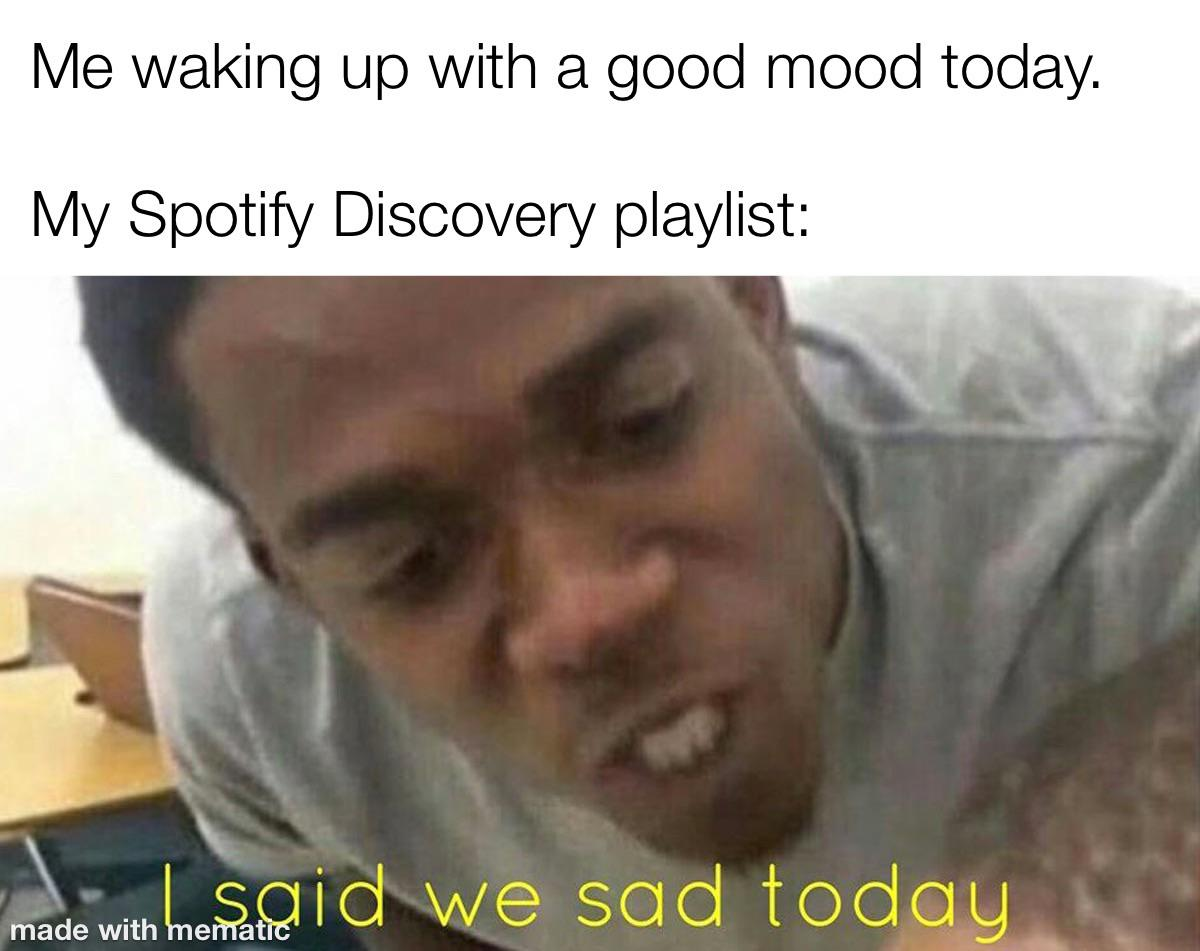 Me waking up with a good mood today.
My Spotify Discovery playlist:
I said we sad today
made with mematic